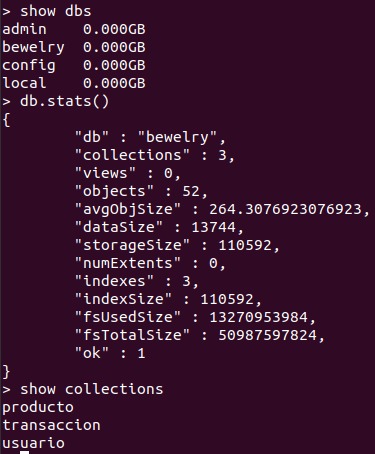 > show dbs
admin    0.000GB
bewelry  0.000GB
config   0.000GB
local    0.000GB
> db.stats()
{
        "db" : "bewelry",
        "collections" : 3,
        "views" : 0,
        "objects" : 52,
        "avgObjSize" : 264.3076923076923,
        "dataSize" : 13744,
        "storageSize" : 110592,
        "numExtents" : 0,
        "indexes" : 3,
        "indexSize" : 110592,
        "fsUsedSize" : 13270953984,
        "fsTotalSize" : 50987597824,
        "ok" : 1
}
> show collections
producto
transaccion
usuario